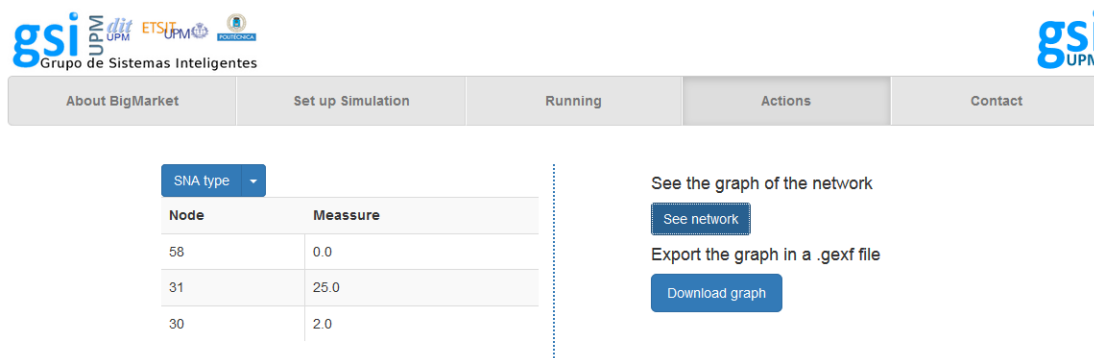 gsi UPM dit UPM ETSIT UPM POLITÉCNICA
Grupo de Sistemas Inteligentes
gsi
UPM
About BigMarket Set up Simulation Running Actions Contact
SNA type
Node Meassure
58 0.0
31 25.0
30 2.0
See the graph of the network
See network
Export the graph in a .gexf file
Download graph